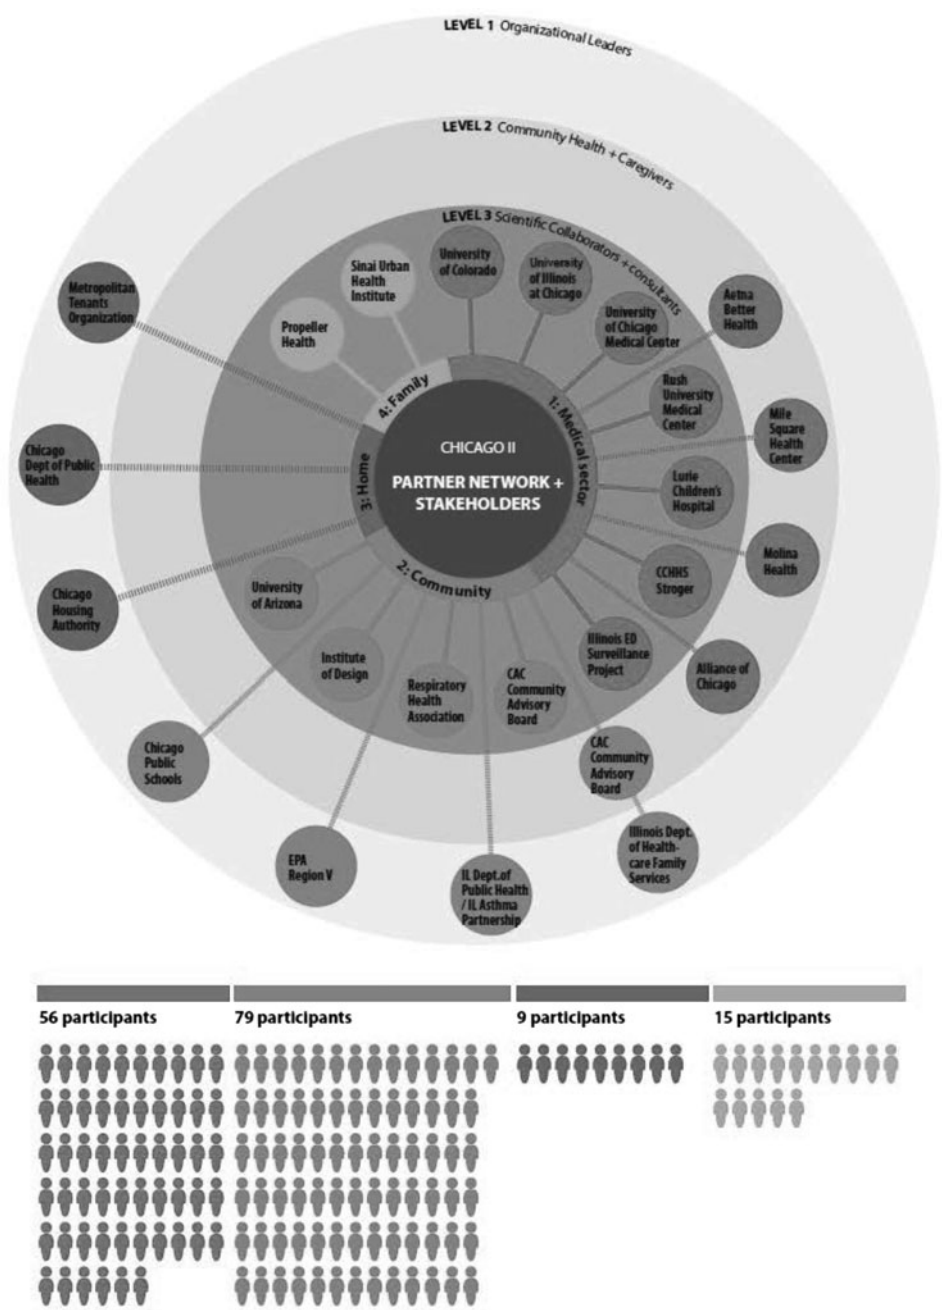 LEVEL 1 Organizational Leaders
LEVEL 2 Community Health + Caregivers
LEVEL 3 Scientific Collaborators + consultants
CHICAGO II
PARTNER NETWORK +
STAKEHOLDERS
1: Medical sector
2: Community
3: Home
4: Family
University
of Colorado
University
of Illinois
at Chicago
University
of Chicago
Medical Center
Aetna
Better
Health
Rush
University
Medical
Center
Mile
Square
Health
Center
Lurie
Children's
Hospital
Molina
Health
CCHHS
Stroger
Alliance of
Chicago
Illinois ED
Surveillance
Project
CAC
Community
Advisory
Board
CAC
Community
Advisory
Board
Illinois Dept.
of Health-
care Family
Services
IL Dept.of
Public Health
/ IL Asthma
Partnership
Respiratory
Health
Association
EPA
Region V
Institute
of Design
Chicago
Public
Schools
University
of Arizona
Chicago
Housing
Authority
Chicago
Dept of Public
Health
Metropolitan
Tenants
Organization
Propeller
Health
Sinai Urban
Health
Institute
56 participants
79 participants
9 participants
15 participants